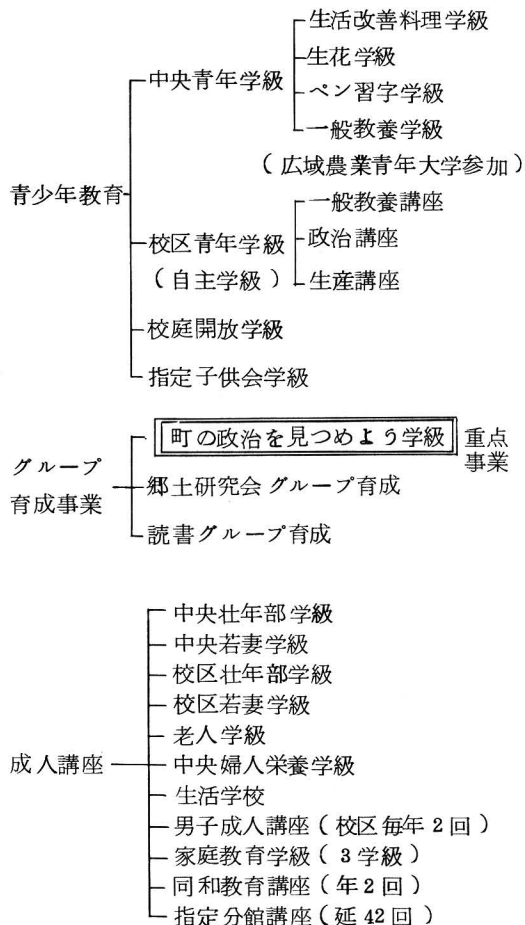 生活改善料理学級
生花学級
中央青年学級
ペン習字学級
一般教養学級
(広域農業青年大学参加)
青少年教育
一般教養講座
校区青年学級
政治講座
(自主学級)
生産講座
校庭開放学級
指定子供会学級
町の政治を見つめよう学級
重点
事業
グループ
育成事業
郷土研究会グループ育成
読書グループ育成
中央壮年部学級
中央若妻学級
校区壮年部学級
校区若妻学級
老人学級
成人講座
中央婦人栄養学級
生活学校
男子成人講座(校区毎年2回)
家庭教育学級(3学級)
同和教育講座(年2回)
指定分館講座(延42回)